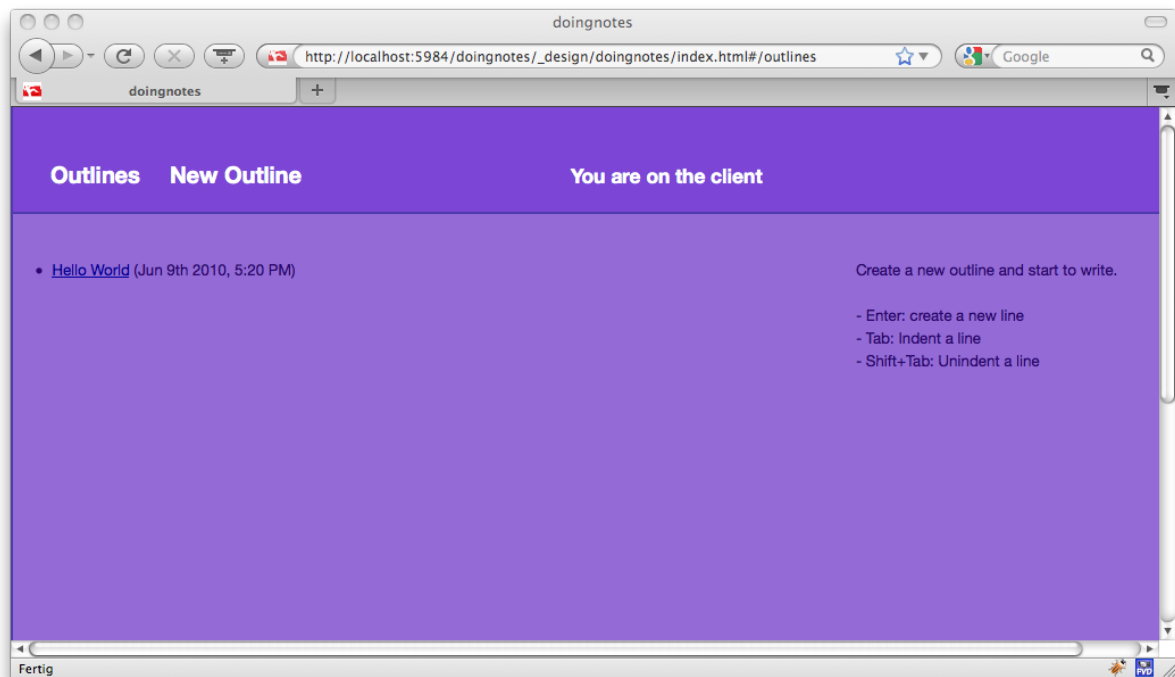 doingnotes
http://localhost:5984/doingnotes/_design/doingnotes/index.html#/outlines
Google
doingnotes
Outlines New Outline You are on the client
• Hello World (Jun 9th 2010, 5:20 PM)
Create a new outline and start to write.
- Enter: create a new line
- Tab: Indent a line
- Shift+Tab: Unindent a line
Fertig
FVD